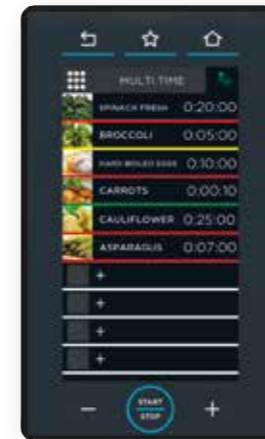 MULTI TIME
SPINACH FRESH 0:20:00
BROCCOLI 0:05:00
HARD BOILED EGGS 0:10:00
CARROTS 0:00:10
CAULIFLOWER 0:25:00
ASPARAGUS 0:07:00
+
+
+
+
− START STOP +